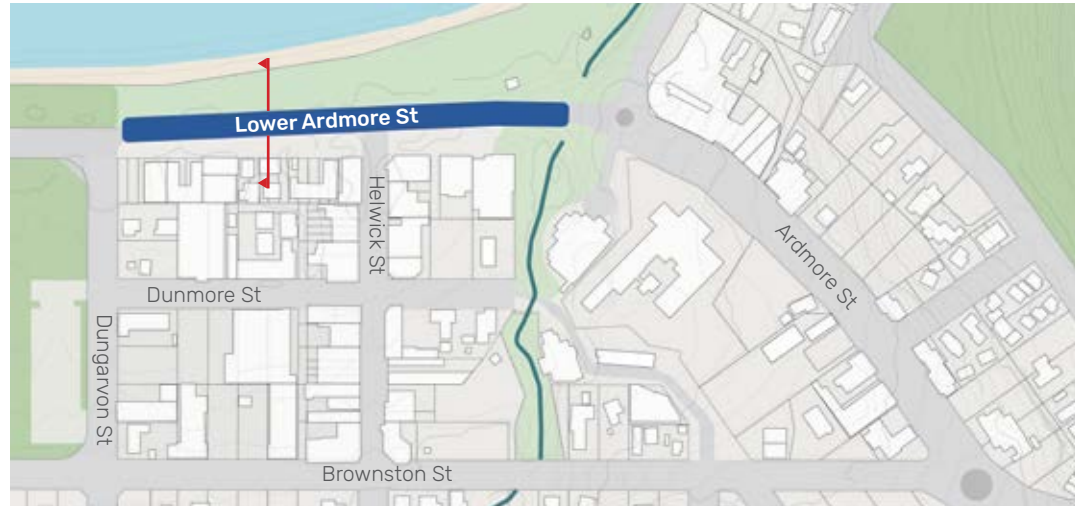 Lower Ardmore St
Helwick St
Ardmore St
Dunmore St
Dungarvon St
Brownston St